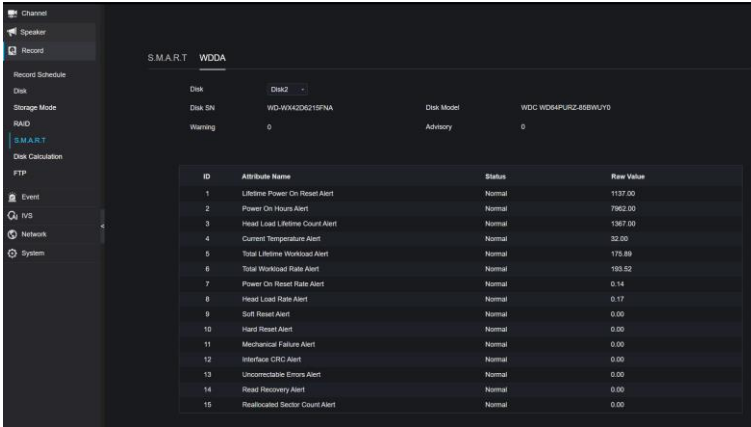 Channel
Speaker
Record
Record Schedule
Disk
Storage Mode
RAID
S.M.A.R.T
Disk Calculation
FTP
Event
IVS
Network
System
S.M.A.R.T WDDA
Disk Disk2
Disk SN WD-WX42D6215FNA Disk Model WDC WD64PURZ-85BWUY0
Warning 0 Advisory 0
ID Attribute Name Status Raw Value
1 Lifetime Power On Reset Alert Normal 1137.00
2 Power On Hours Alert Normal 7962.00
3 Head Load Lifetime Count Alert Normal 1367.00
4 Current Temperature Alert Normal 32.00
5 Total Lifetime Workload Alert Normal 175.89
6 Total Workload Rate Alert Normal 193.52
7 Power On Reset Rate Alert Normal 0.14
8 Head Load Rate Alert Normal 0.17
9 Soft Reset Alert Normal 0.00
10 Hard Reset Alert Normal 0.00
11 Mechanical Failure Alert Normal 0.00
12 Interface CRC Alert Normal 0.00
13 Uncorrectable Errors Alert Normal 0.00
14 Read Recovery Alert Normal 0.00
15 Reallocated Sector Count Alert Normal 0.00